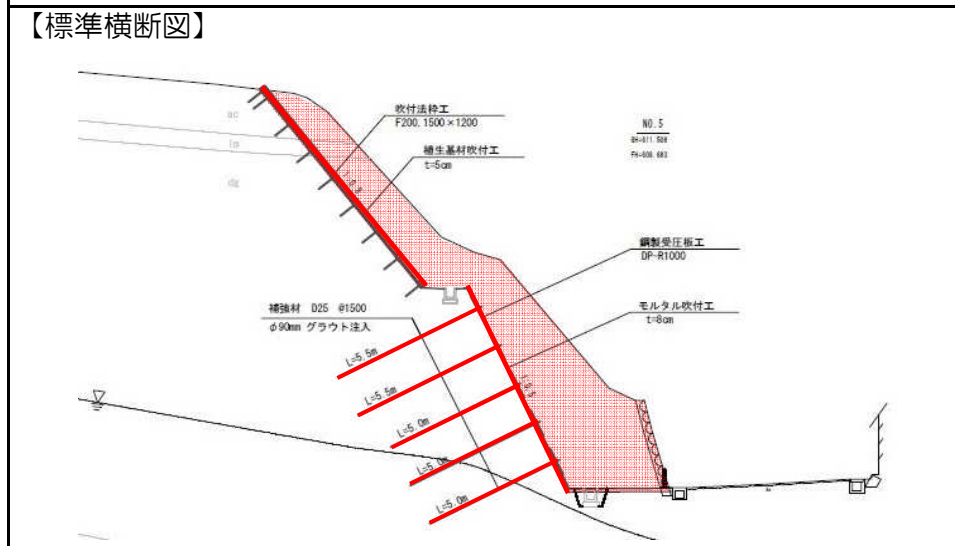 【標準横断図】
吹付法枠工
F200.1500×1200
植生基材吹付工
t=5cm
NO.5
ac
lm
dg
鋼製受圧板工
DP-R1000
補強材 D25 @1500
φ90mm グラウト注入
モルタル吹付工
t=8cm
L=5.5m
L=5.5m
L=5.0m
L=5.0m
L=5.0m